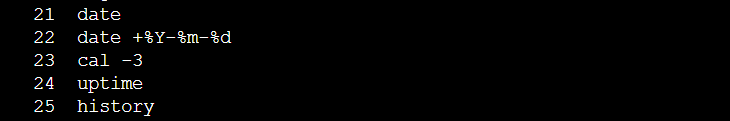 21 date
22 date +%Y-%m-%d
23 cal -3
24 uptime
25 history